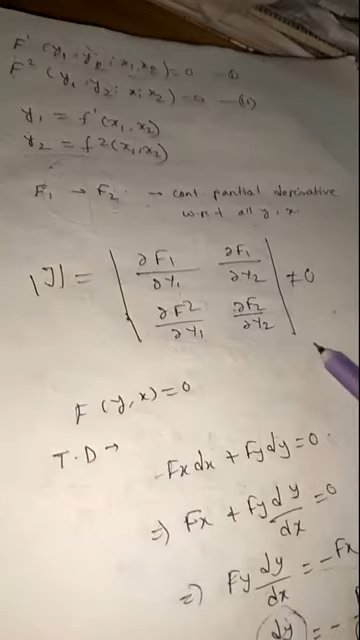 F¹ (y₁, y₂ ; x₁, x₂) = 0 — (I)
F² (y₁, y₂ ; x₁ x₂) = 0 — (II)
y₁ = f¹ (x₁, x₂)
y₂ = f² (x₁, x₂)
F₁ → F₂ → cont. partial derivative
w.r.t all y, x
|J| = | ∂F₁/∂y₁ ∂F₁/∂y₂ | ≠ 0
| ∂F²/∂y₁ ∂F₂/∂y₂ |
F (y, x) = 0
T.D → Fx dx + Fy dy = 0
⇒ Fx + Fy dy/dx = 0
⇒ Fy dy/dx = -Fx
dy = -